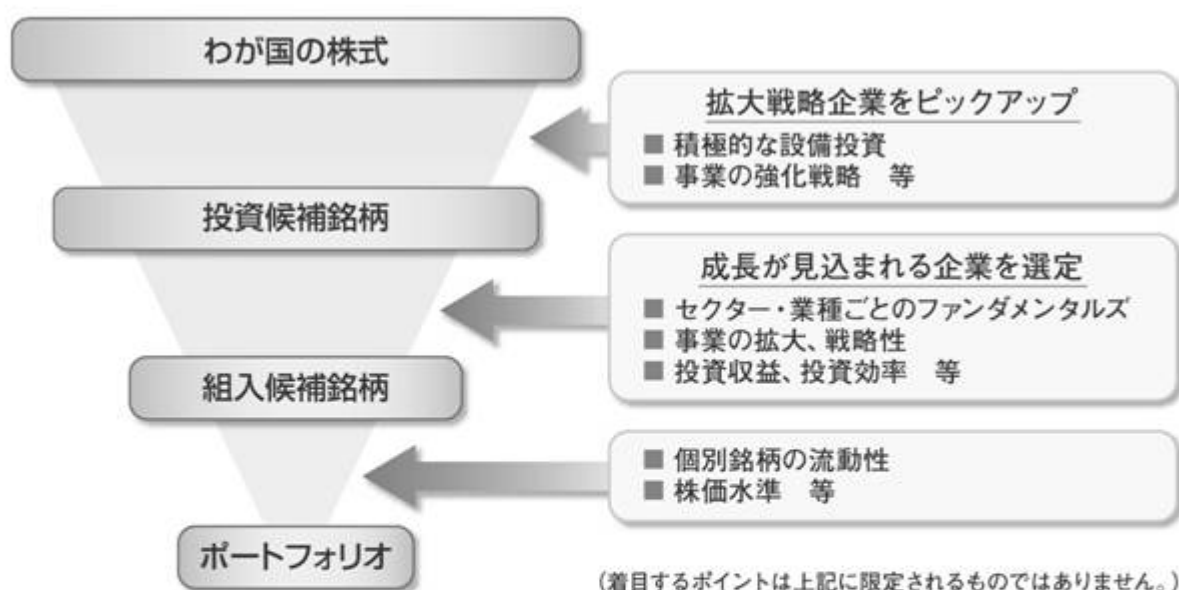 わが国の株式
拡大戦略企業をピックアップ
■ 積極的な設備投資
■ 事業の強化戦略　等
投資候補銘柄
成長が見込まれる企業を選定
■ セクター・業種ごとのファンダメンタルズ
■ 事業の拡大、戦略性
■ 投資収益、投資効率　等
組入候補銘柄
■ 個別銘柄の流動性
■ 株価水準　等
ポートフォリオ
（着目するポイントは上記に限定されるものではありません。）